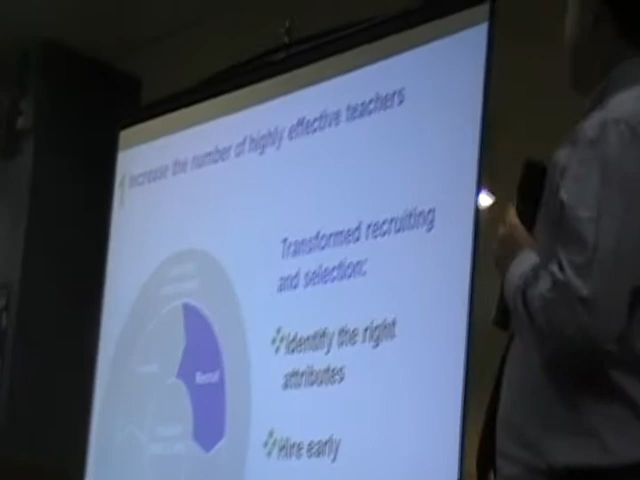 Increase the number of highly effective teachers
Transformed recruiting
and selection:
Identify the right
attributes
Hire early
Recruit